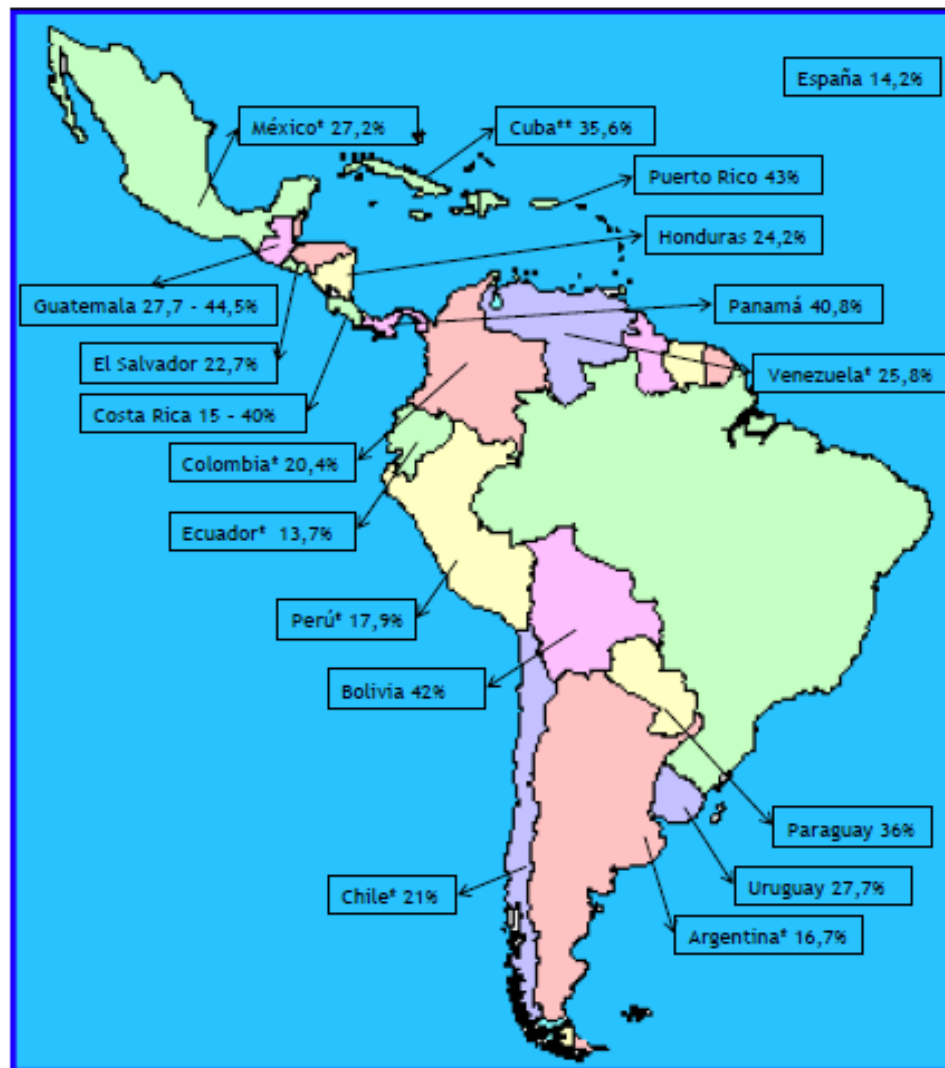 España 14,2%
México* 27,2%
Cuba** 35,6%
Puerto Rico 43%
Honduras 24,2%
Guatemala 27,7 - 44,5%
Panamá 40,8%
El Salvador 22,7%
Venezuela* 25,8%
Costa Rica 15 - 40%
Colombia* 20,4%
Ecuador* 13,7%
Perú* 17,9%
Bolivia 42%
Paraguay 36%
Chile* 21%
Uruguay 27,7%
Argentina* 16,7%